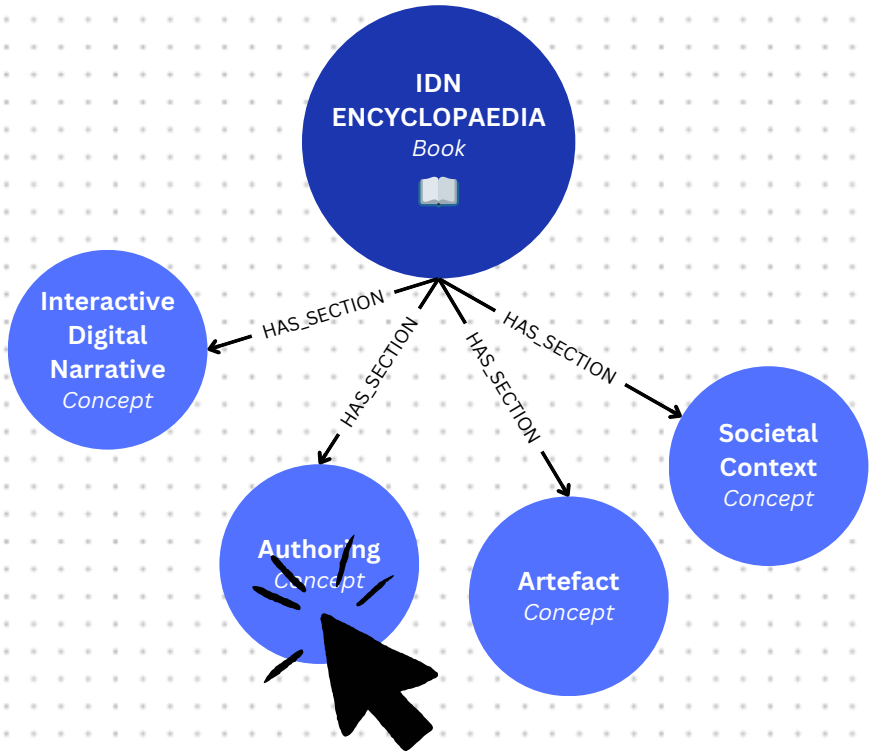 IDN
ENCYCLOPAEDIA
Book
HAS_SECTION
HAS_SECTION
HAS_SECTION
HAS_SECTION
Interactive
Digital
Narrative
Concept
Societal
Context
Concept
Authoring
Concept
Artefact
Concept